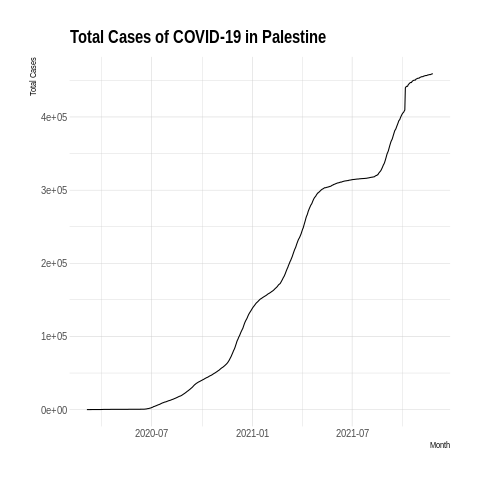 Total Cases of COVID-19 in Palestine
Total Cases
4e+05
3e+05
2e+05
1e+05
0e+00
2020-07 2021-01 2021-07
Month